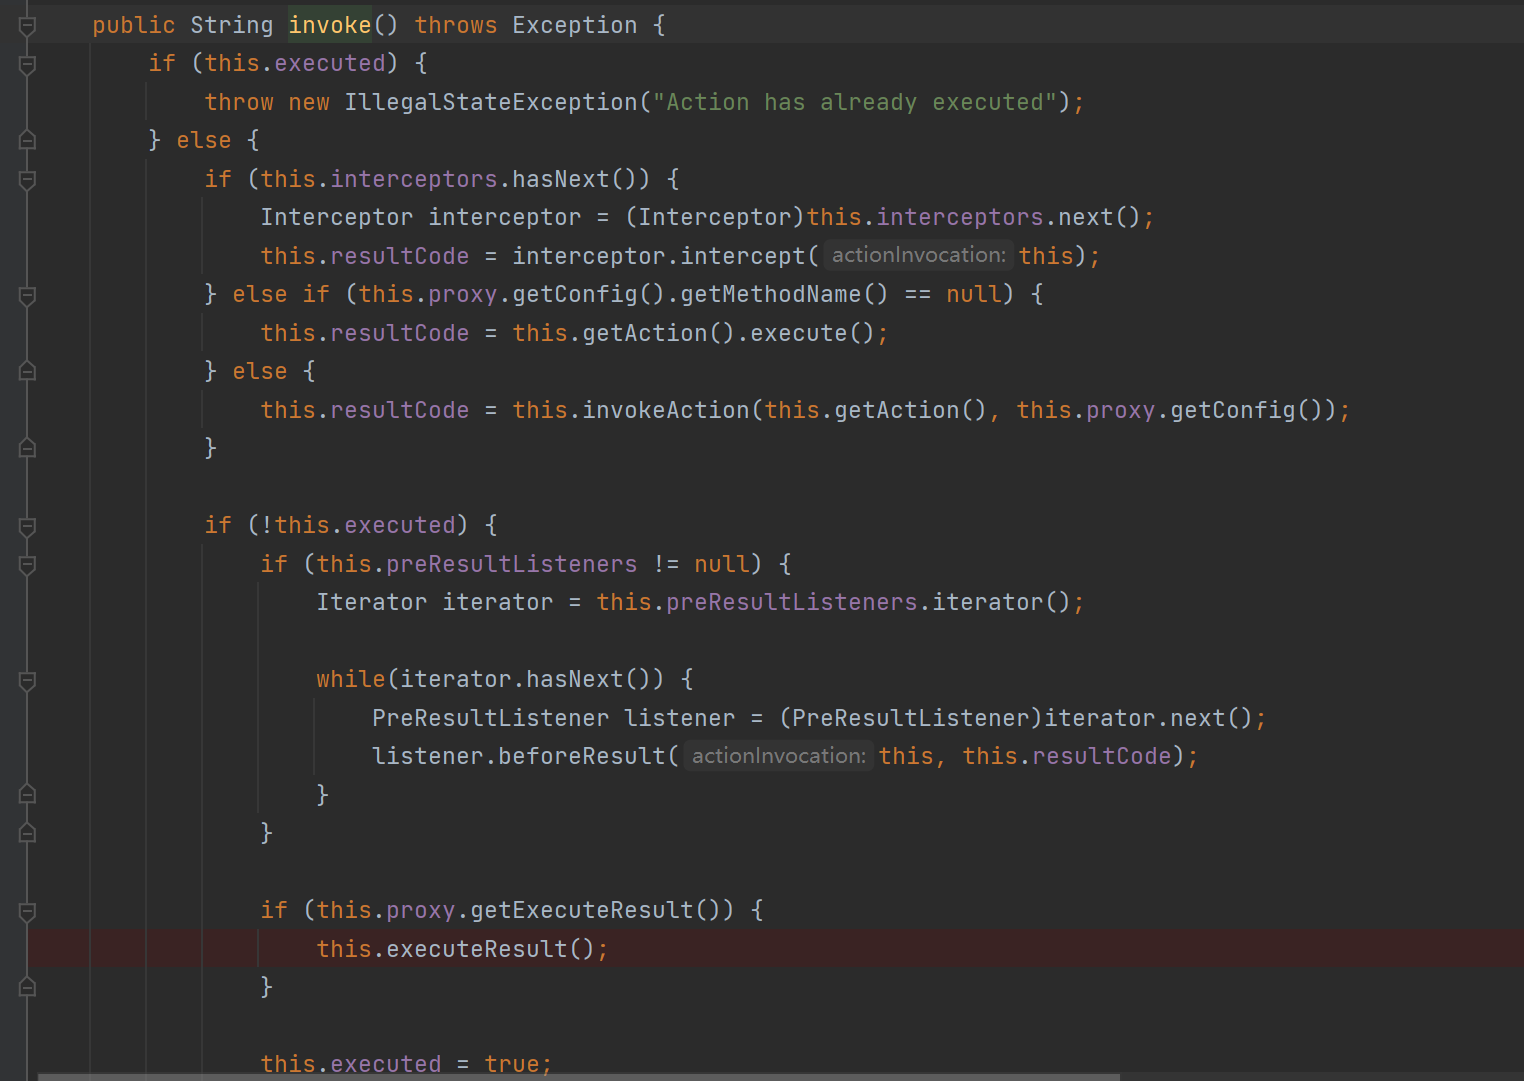 public String invoke() throws Exception {
if (this.executed) {
throw new IllegalStateException("Action has already executed");
} else {
if (this.interceptors.hasNext()) {
Interceptor interceptor = (Interceptor)this.interceptors.next();
this.resultCode = interceptor.intercept( actionInvocation: this);
} else if (this.proxy.getConfig().getMethodName() == null) {
this.resultCode = this.getAction().execute();
} else {
this.resultCode = this.invokeAction(this.getAction(), this.proxy.getConfig());
}
if (!this.executed) {
if (this.preResultListeners != null) {
Iterator iterator = this.preResultListeners.iterator();
while(iterator.hasNext()) {
PreResultListener listener = (PreResultListener)iterator.next();
listener.beforeResult( actionInvocation: this, this.resultCode);
}
}
if (this.proxy.getExecuteResult()) {
this.executeResult();
}
this.executed = true;